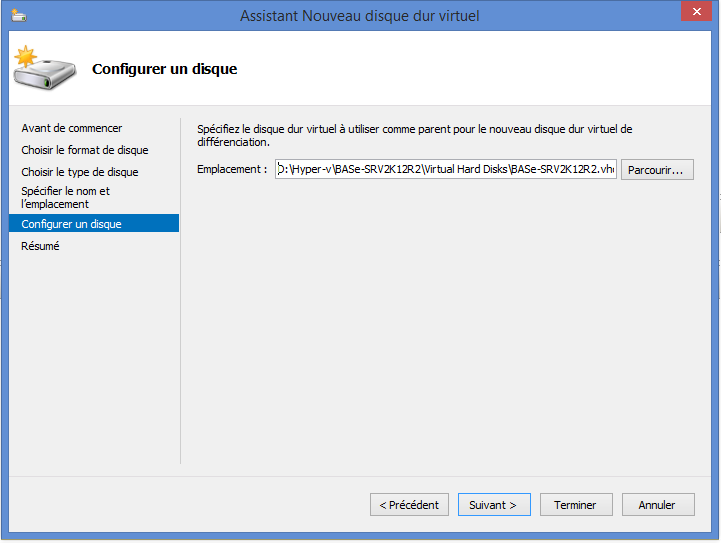 Assistant Nouveau disque dur virtuel
Configurer un disque
Avant de commencer
Choisir le format de disque
Choisir le type de disque
Spécifier le nom et
l'emplacement
Configurer un disque
Résumé
Spécifiez le disque dur virtuel à utiliser comme parent pour le nouveau disque dur virtuel de
différenciation.
Emplacement : D:\Hyper-v\BASe-SRV2K12R2\Virtual Hard Disks\BASe-SRV2K12R2.vhd Parcourir...
< Précédent Suivant > Terminer Annuler